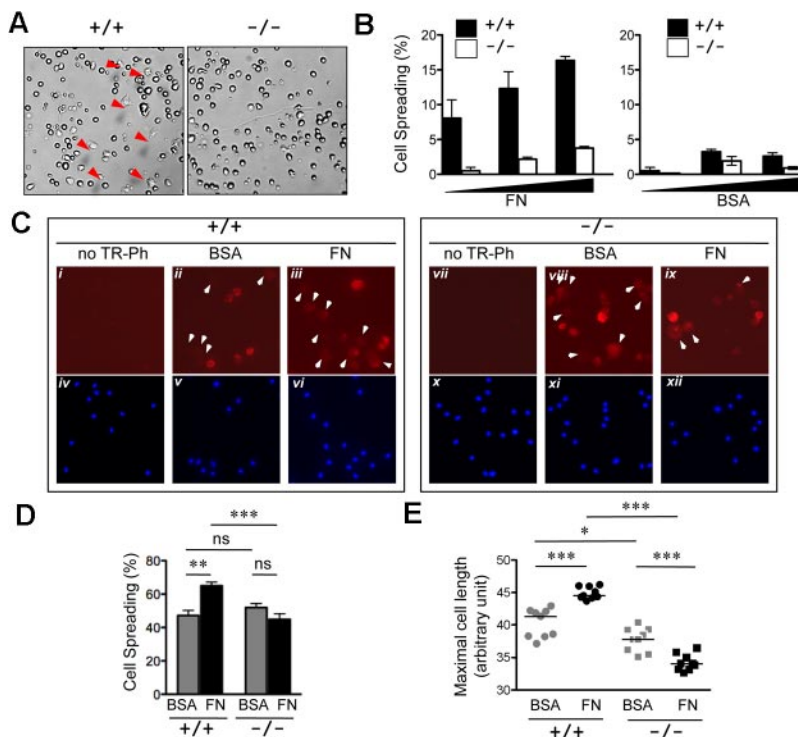 A
+/+
−/−
B
+/+
−/−
+/+
−/−
Cell Spreading (%)
20
15
10
5
0
FN
20
15
10
5
0
BSA
C
+/+
−/−
no TR-Ph
BSA
FN
no TR-Ph
BSA
FN
i
ii
iii
vii
viii
ix
iv
v
vi
x
xi
xii
D
***
ns
**
ns
Cell Spreading (%)
80
60
40
20
0
BSA FN BSA FN
+/+
−/−
E
***
*
***
***
Maximal cell length
(arbitrary unit)
50
45
40
35
30
BSA FN BSA FN
+/+
−/−